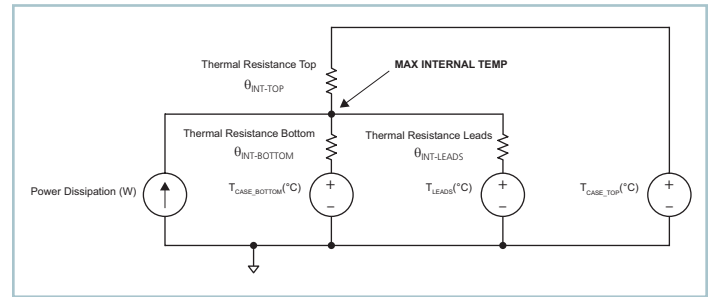 Thermal Resistance Top
θINT-TOP
MAX INTERNAL TEMP
Thermal Resistance Bottom
θINT-BOTTOM
Thermal Resistance Leads
θINT-LEADS
Power Dissipation (W)
TCASE_BOTTOM(°C)
+
–
TLEADS(°C)
+
–
TCASE_TOP(°C)
+
–